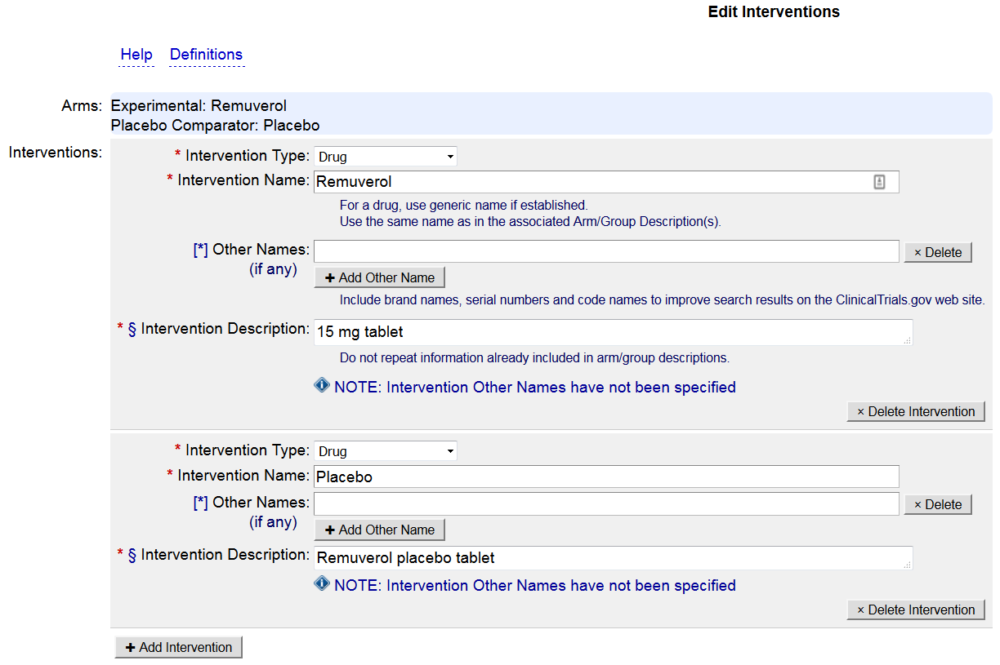 Edit Interventions
Help Definitions
Arms: Experimental: Remuverol
Placebo Comparator: Placebo
Interventions:
* Intervention Type: Drug
* Intervention Name: Remuverol
For a drug, use generic name if established.
Use the same name as in the associated Arm/Group Description(s).
[*] Other Names: × Delete
(if any)
+ Add Other Name
Include brand names, serial numbers and code names to improve search results on the ClinicalTrials.gov web site.
* § Intervention Description: 15 mg tablet
Do not repeat information already included in arm/group descriptions.
NOTE: Intervention Other Names have not been specified
× Delete Intervention
* Intervention Type: Drug
* Intervention Name: Placebo
[*] Other Names: × Delete
(if any)
+ Add Other Name
* § Intervention Description: Remuverol placebo tablet
NOTE: Intervention Other Names have not been specified
× Delete Intervention
+ Add Intervention